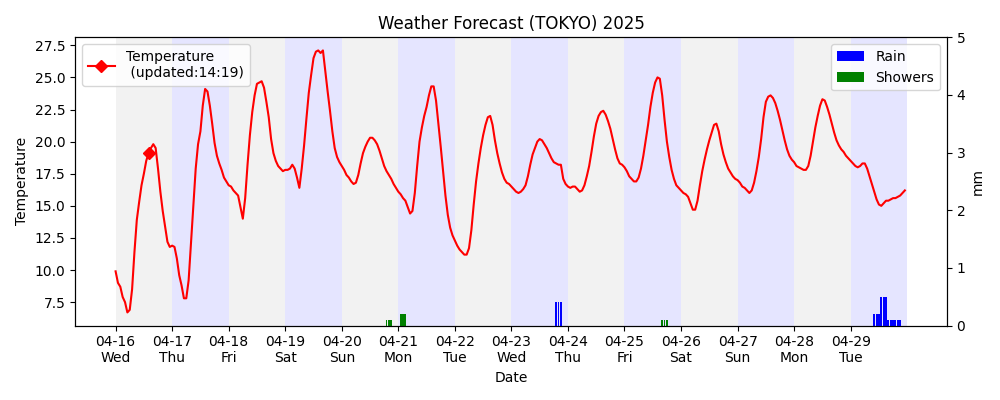 Weather Forecast (TOKYO) 2025
Temperature
(updated:14:19)
Rain
Showers
27.5
25.0
22.5
20.0
17.5
15.0
12.5
10.0
7.5
Temperature
5
4
3
2
1
0
mm
04-16 04-17 04-18 04-19 04-20 04-21 04-22 04-23 04-24 04-25 04-26 04-27 04-28 04-29
Wed Thu Fri Sat Sun Mon Tue Wed Thu Fri Sat Sun Mon Tue
Date